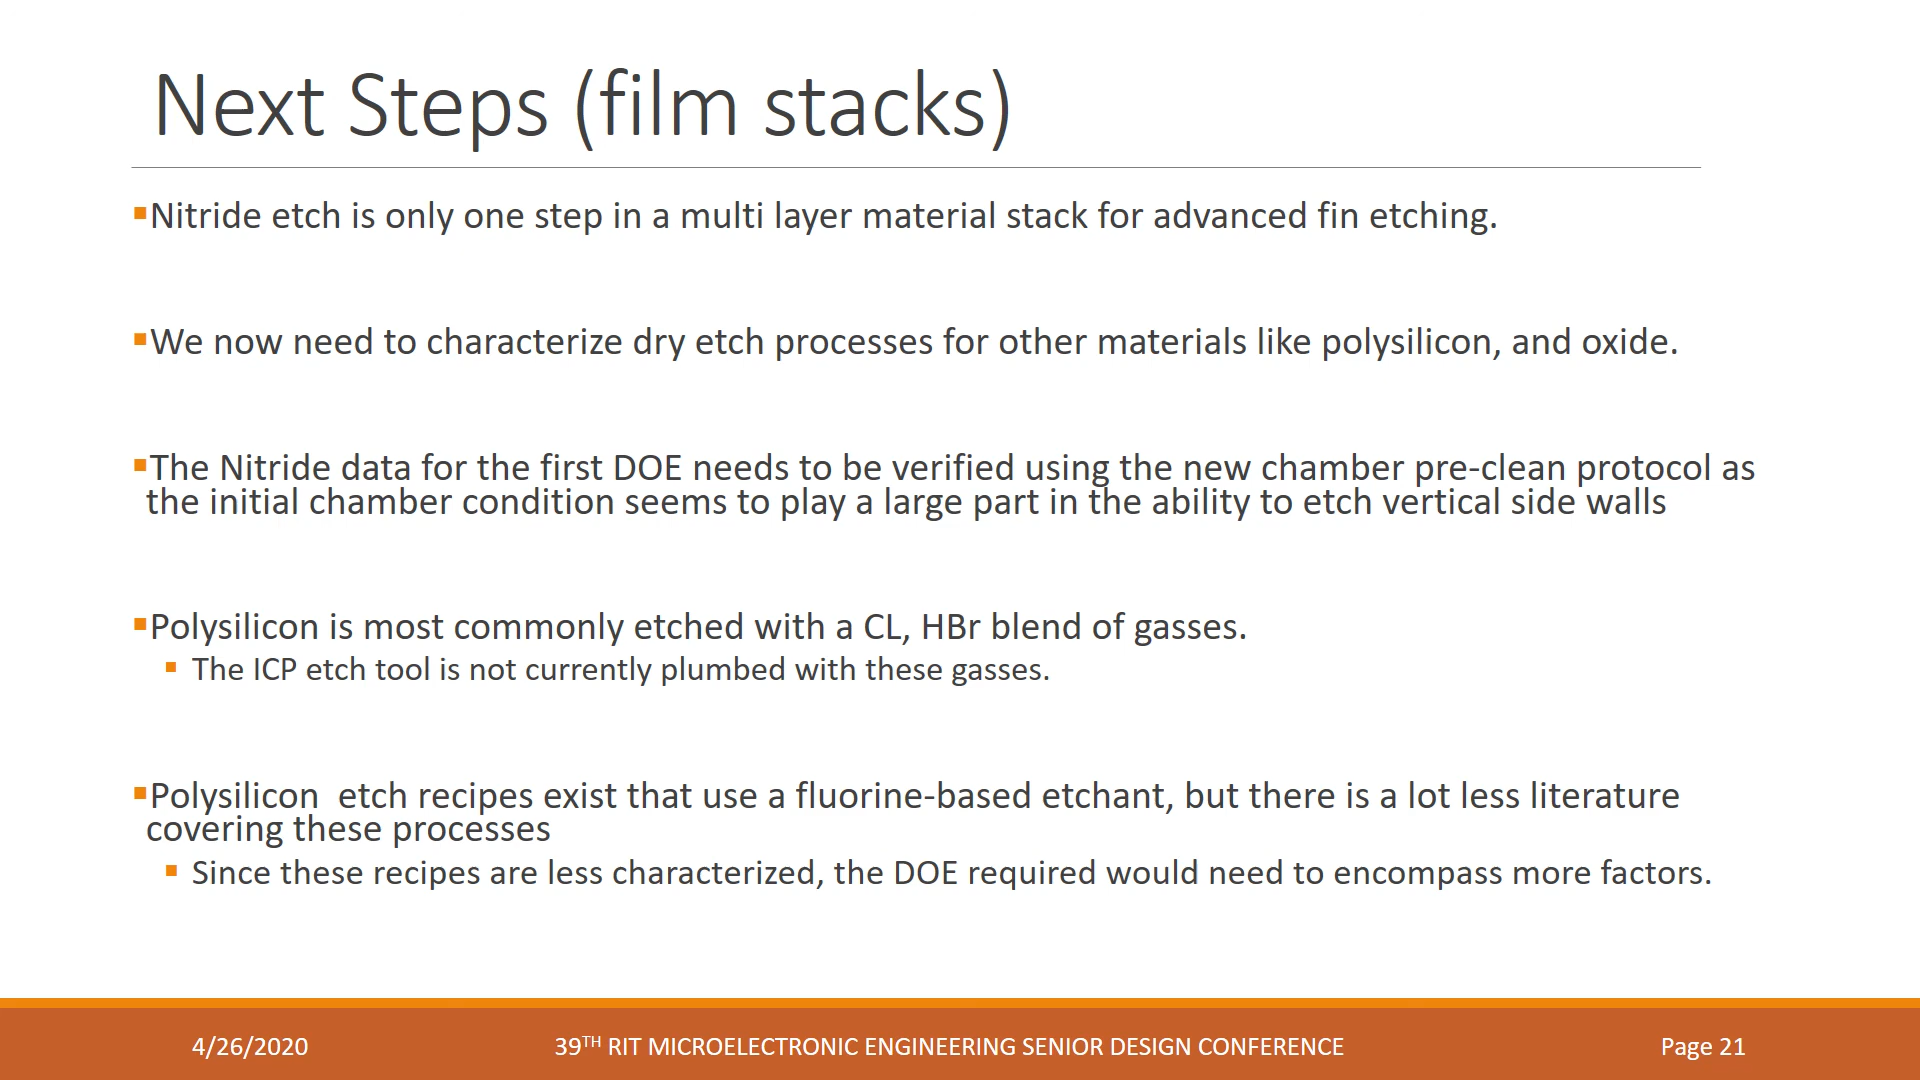 Next Steps (film stacks)
▪Nitride etch is only one step in a multi layer material stack for advanced fin etching.
▪We now need to characterize dry etch processes for other materials like polysilicon, and oxide.
▪The Nitride data for the first DOE needs to be verified using the new chamber pre-clean protocol as
the initial chamber condition seems to play a large part in the ability to etch vertical side walls
▪Polysilicon is most commonly etched with a CL, HBr blend of gasses.
▪ The ICP etch tool is not currently plumbed with these gasses.
▪Polysilicon  etch recipes exist that use a fluorine-based etchant, but there is a lot less literature
covering these processes
▪ Since these recipes are less characterized, the DOE required would need to encompass more factors.
4/26/2020
39TH RIT MICROELECTRONIC ENGINEERING SENIOR DESIGN CONFERENCE
Page 21